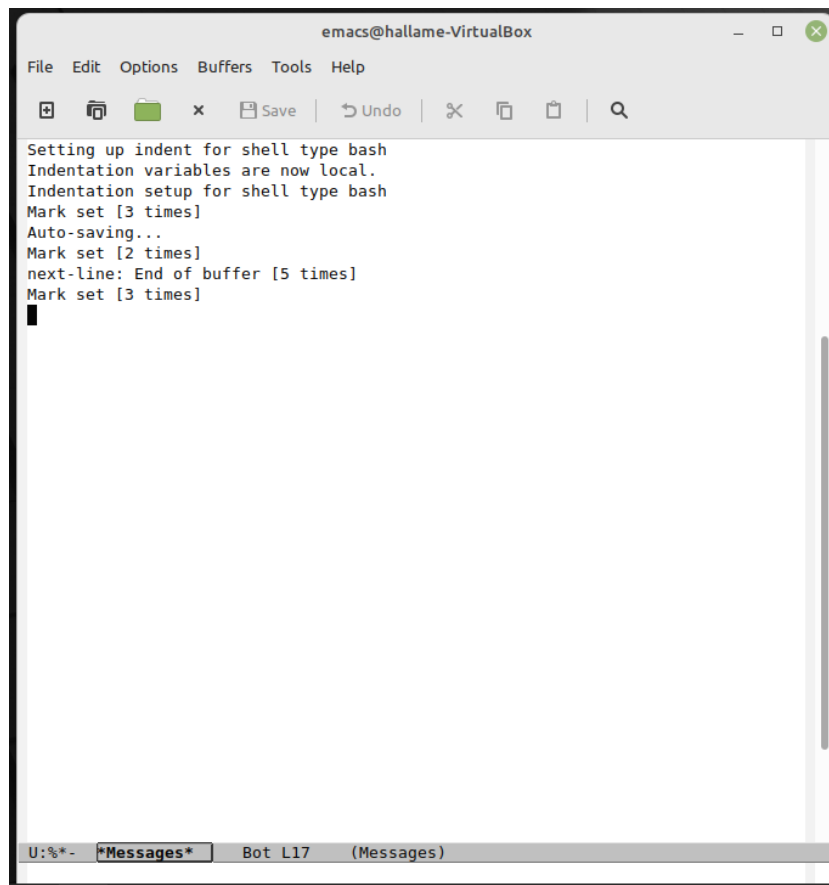 emacs@hallame-VirtualBox
File Edit Options Buffers Tools Help
Save Undo
Setting up indent for shell type bash
Indentation variables are now local.
Indentation setup for shell type bash
Mark set [3 times]
Auto-saving...
Mark set [2 times]
next-line: End of buffer [5 times]
Mark set [3 times]
U:%*- *Messages* Bot L17 (Messages)